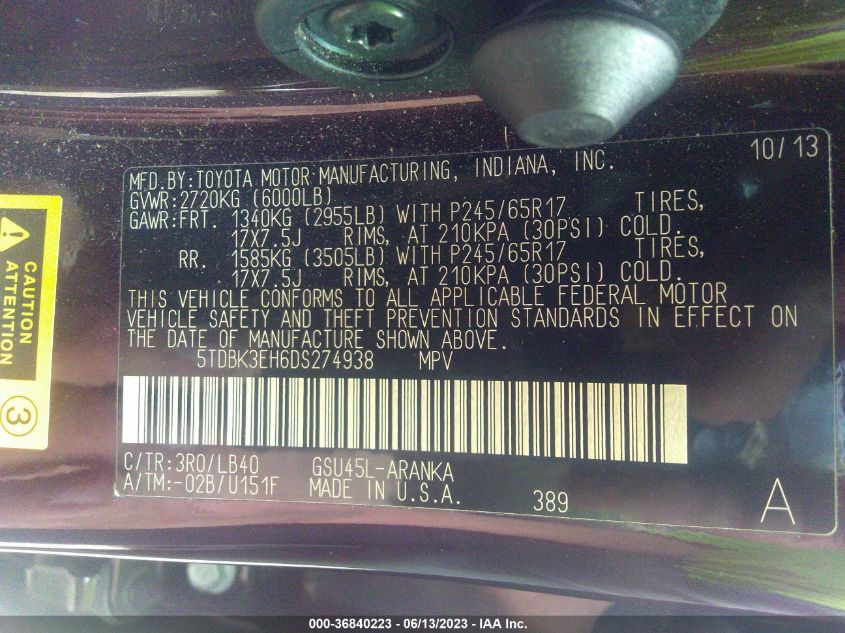 10/13
MFD.BY:TOYOTA MOTOR MANUFACTURING, INDIANA, INC.
GVWR:2720KG (6000LB)
GAWR:FRT. 1340KG (2955LB) WITH P245/65R17 TIRES,
17X7.5J RIMS, AT 210KPA (30PSI) COLD.
RR. 1585KG (3505LB) WITH P245/65R17 TIRES,
17X7.5J RIMS, AT 210KPA (30PSI) COLD.
THIS VEHICLE CONFORMS TO ALL APPLICABLE FEDERAL MOTOR
VEHICLE SAFETY AND THEFT PREVENTION STANDARDS IN EFFECT ON
THE DATE OF MANUFACTURE SHOWN ABOVE.
5TDBK3EH6DS274938 MPV
C/TR:3R0/LB40 GSU45L-ARANKA
A/TM:-02B/U151F MADE IN U.S.A. 389 A
CAUTION
ATTENTION
3
000-36840223 - 06/13/2023 - IAA Inc.